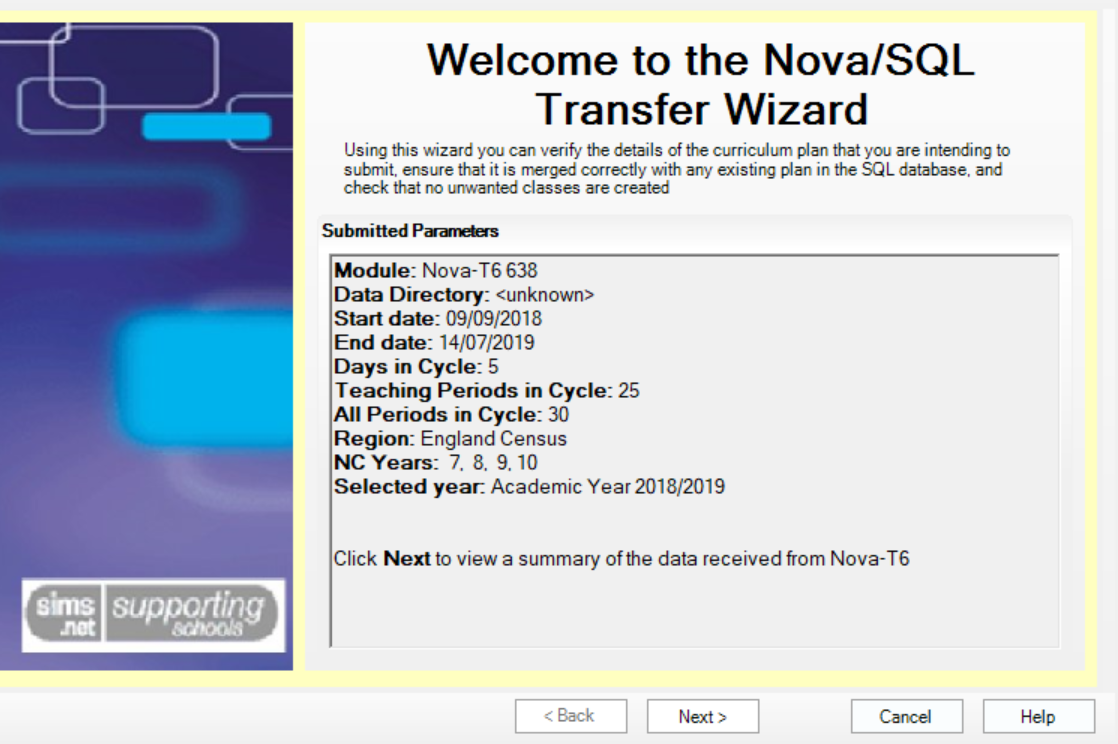 Welcome to the Nova/SQL
Transfer Wizard
Using this wizard you can verify the details of the curriculum plan that you are intending to
submit, ensure that it is merged correctly with any existing plan in the SQL database, and
check that no unwanted classes are created
Submitted Parameters
Module: Nova-T6 638
Data Directory: <unknown>
Start date: 09/09/2018
End date: 14/07/2019
Days in Cycle: 5
Teaching Periods in Cycle: 25
All Periods in Cycle: 30
Region: England Census
NC Years: 7, 8, 9, 10
Selected year: Academic Year 2018/2019
Click Next to view a summary of the data received from Nova-T6
sims .net supporting schools
< Back Next > Cancel Help